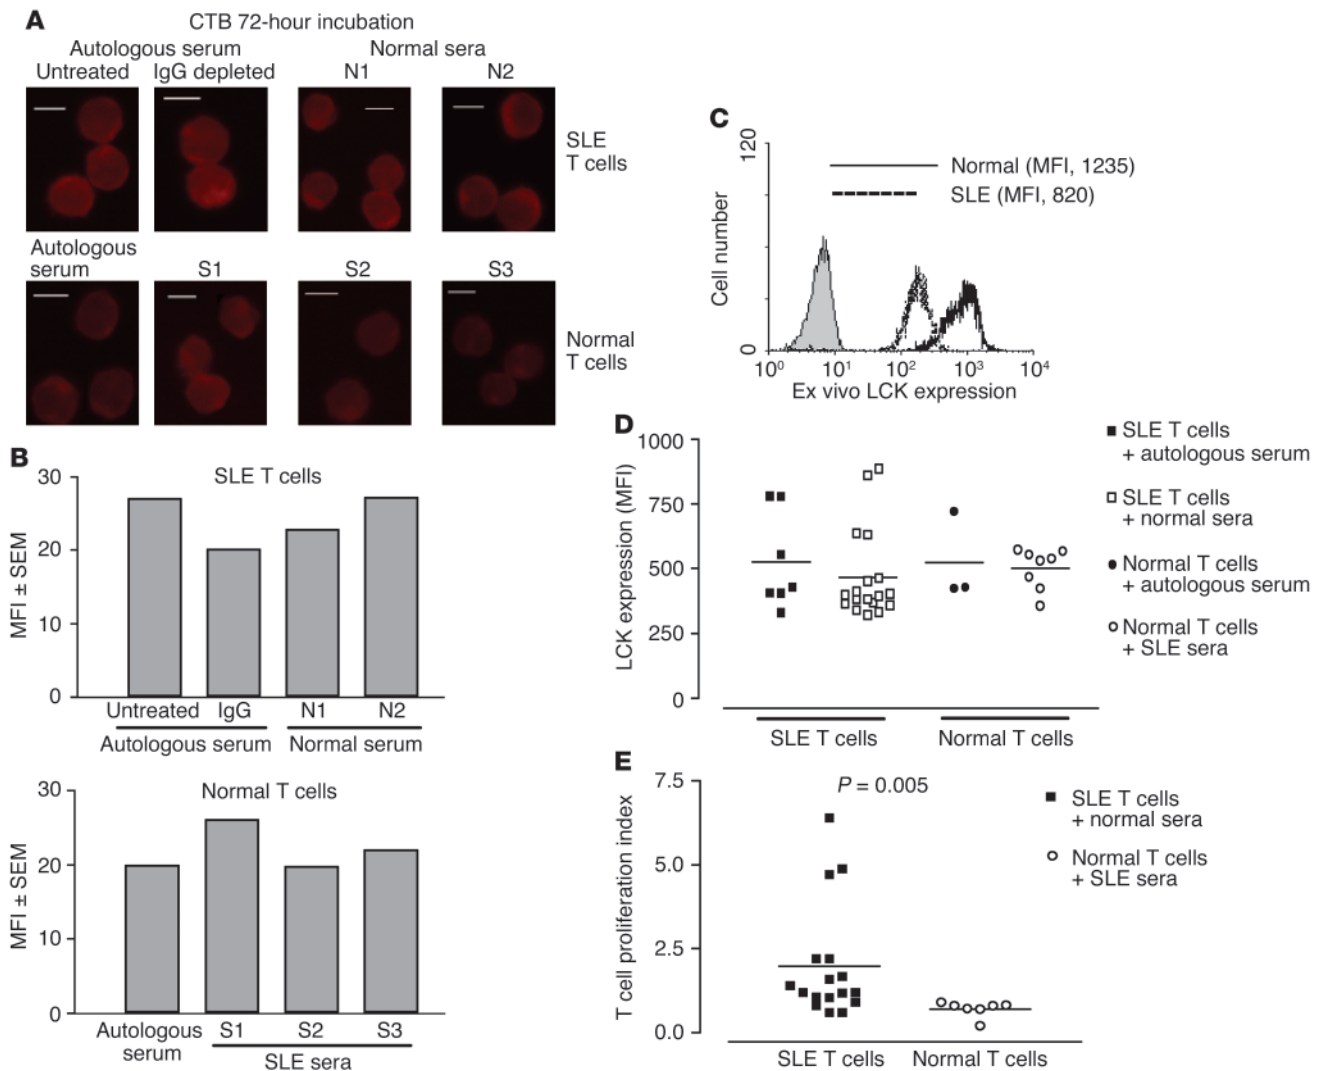 A
CTB 72-hour incubation
Autologous serum
Normal sera
Untreated
IgG depleted
N1
N2
SLE
T cells
Autologous
serum
S1
S2
S3
Normal
T cells
B
30
20
10
0
MFI ± SEM
SLE T cells
Untreated
IgG
N1
N2
Autologous serum
Normal serum
30
20
10
0
MFI ± SEM
Normal T cells
Autologous
serum
S1
S2
S3
SLE sera
C
120
0
Cell number
Normal (MFI, 1235)
SLE (MFI, 820)
10⁰
10¹
10²
10³
10⁴
Ex vivo LCK expression
D
1000
750
500
250
0
LCK expression (MFI)
SLE T cells
Normal T cells
SLE T cells
+ autologous serum
SLE T cells
+ normal sera
Normal T cells
+ autologous serum
Normal T cells
+ SLE sera
E
7.5
5.0
2.5
0.0
T cell proliferation index
P = 0.005
SLE T cells
Normal T cells
SLE T cells
+ normal sera
Normal T cells
+ SLE sera